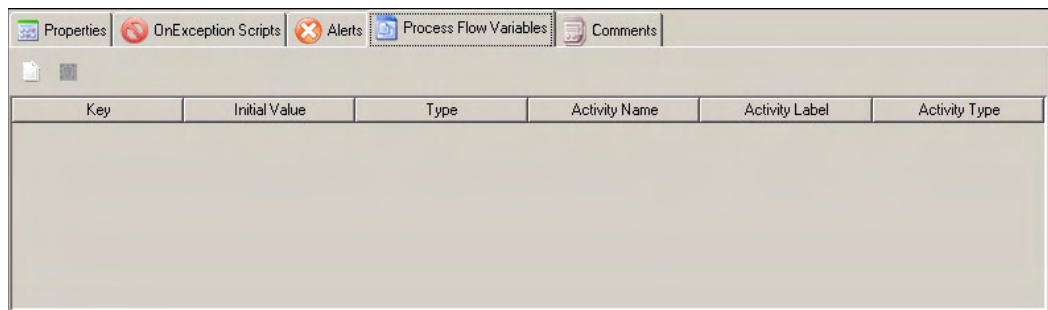 Properties OnException Scripts Alerts Process Flow Variables Comments
Key Initial Value Type Activity Name Activity Label Activity Type